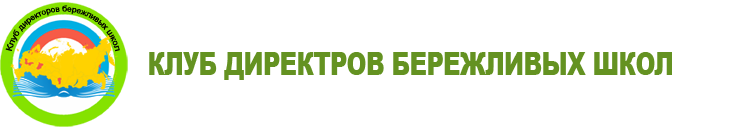 Клуб директоров бережливых школ
КЛУБ ДИРЕКТРОВ БЕРЕЖЛИВЫХ ШКОЛ